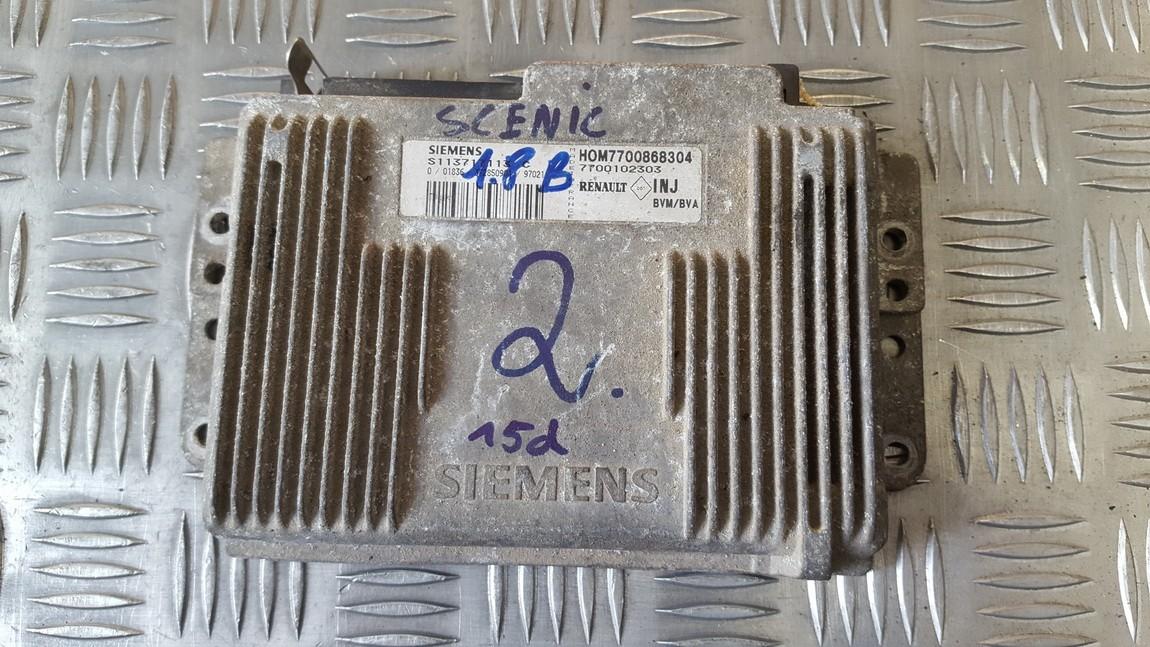 SCENIC
SIEMENS
HOM7700868304
7700102303
1.8 B
RENAULT
INJ
BVM/BVA
2.
15d
SIEMENS